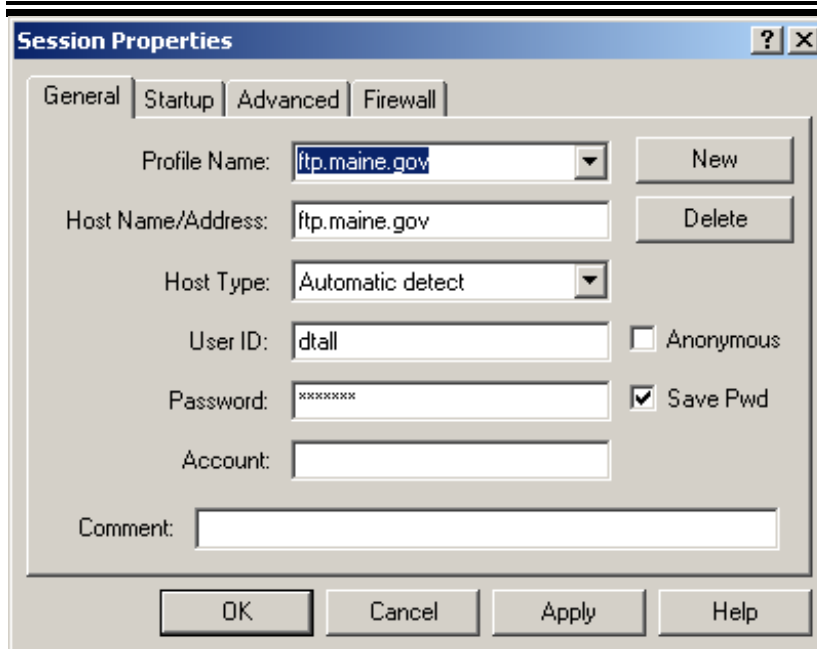 Session Properties
General Startup Advanced Firewall
Profile Name: ftp.maine.gov New
Host Name/Address: ftp.maine.gov Delete
Host Type: Automatic detect
User ID: dtall Anonymous
Password: ******* Save Pwd
Account:
Comment:
OK Cancel Apply Help